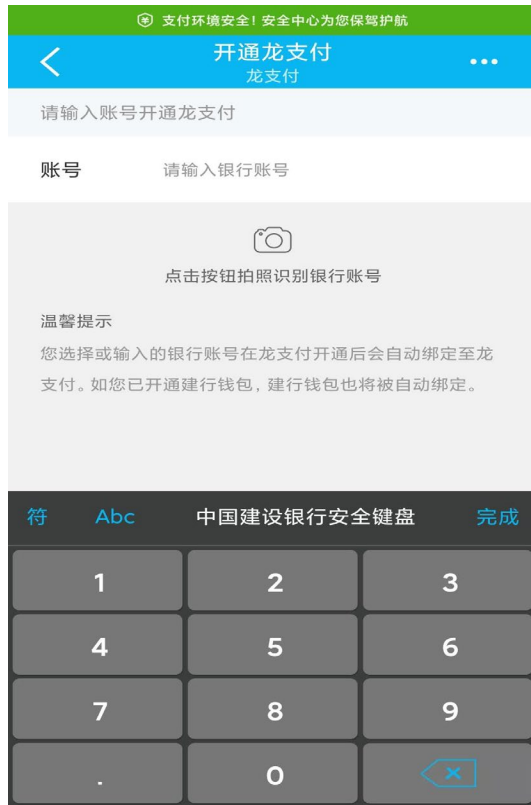 支付环境安全！安全中心为您保驾护航
开通龙支付
龙支付
请输入账号开通龙支付
账号 请输入银行账号
点击按钮拍照识别银行账号
温馨提示
您选择或输入的银行账号在龙支付开通后会自动绑定至龙
支付。如您已开通建行钱包，建行钱包也将被自动绑定。
符 Abc 中国建设银行安全键盘 完成
1 2 3
4 5 6
7 8 9
. 0